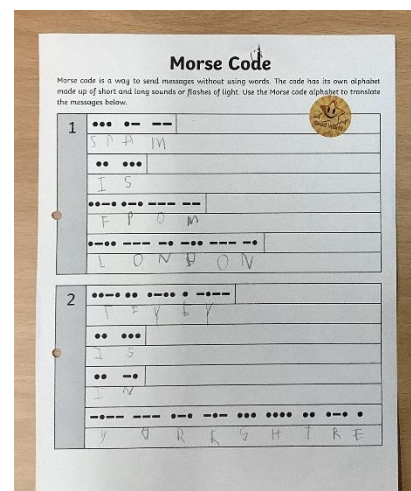 Morse Code
Morse code is a way to send messages without using words. The code has its own alphabet
made up of short and long sounds or flashes of light. Use the Morse code alphabet to translate
the messages below.
1
●●● ●– ––
S A M
●● ●●●
I S
●●–● ●–● ––– ––
F P O M
●–●● ––– –● –●● ––– –●
L O N D O N
2
●●–● ●● ●–●● ● –●––
●● ●●●
I S
●● –●
I N
–●–– ––– ●–● –●– ●●● ●●●● ●● ●–● ●
Y O R K S H I R E